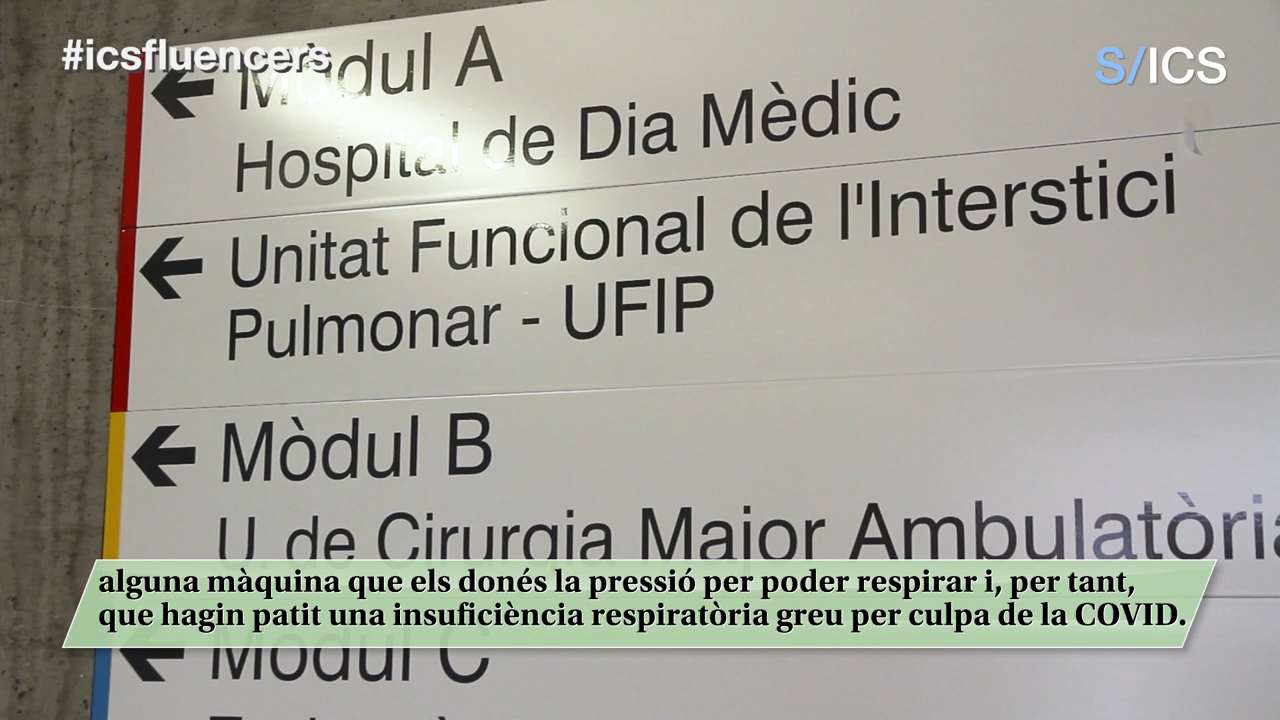 #icsfluencers
S/ICS
Mòdul A
Hospital de Dia Mèdic
Unitat Funcional de l'Interstici
Pulmonar - UFIP
Mòdul B
U. de Cirurgia Major Ambulatòria
alguna màquina que els donés la pressió per poder respirar i, per tant,
que hagin patit una insuficiència respiratòria greu per culpa de la COVID.
Mòdul C